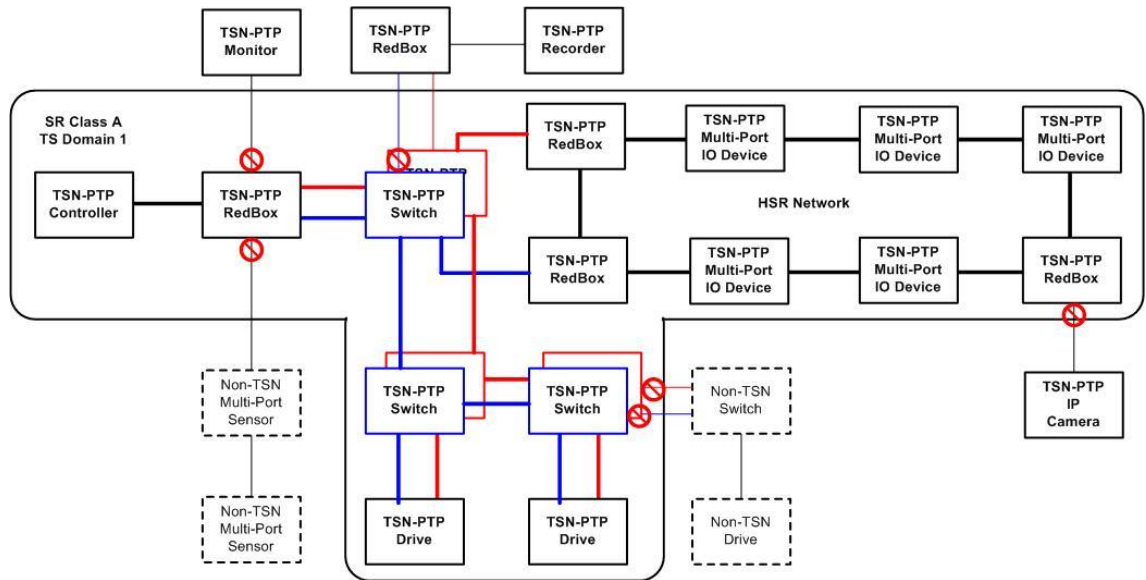 TSN-PTP
Monitor
TSN-PTP
RedBox
TSN-PTP
Recorder
SR Class A
TS Domain 1
TSN-PTP
RedBox
TSN-PTP
Multi-Port
IO Device
TSN-PTP
Multi-Port
IO Device
TSN-PTP
Multi-Port
IO Device
TSN-PTP
Controller
TSN-PTP
RedBox
TSN-PTP
TSN-PTP
Switch
HSR Network
TSN-PTP
RedBox
TSN-PTP
Multi-Port
IO Device
TSN-PTP
Multi-Port
IO Device
TSN-PTP
RedBox
Non-TSN
Multi-Port
Sensor
TSN-PTP
Switch
TSN-PTP
Switch
Non-TSN
Switch
TSN-PTP
IP
Camera
Non-TSN
Multi-Port
Sensor
TSN-PTP
Drive
TSN-PTP
Drive
Non-TSN
Drive